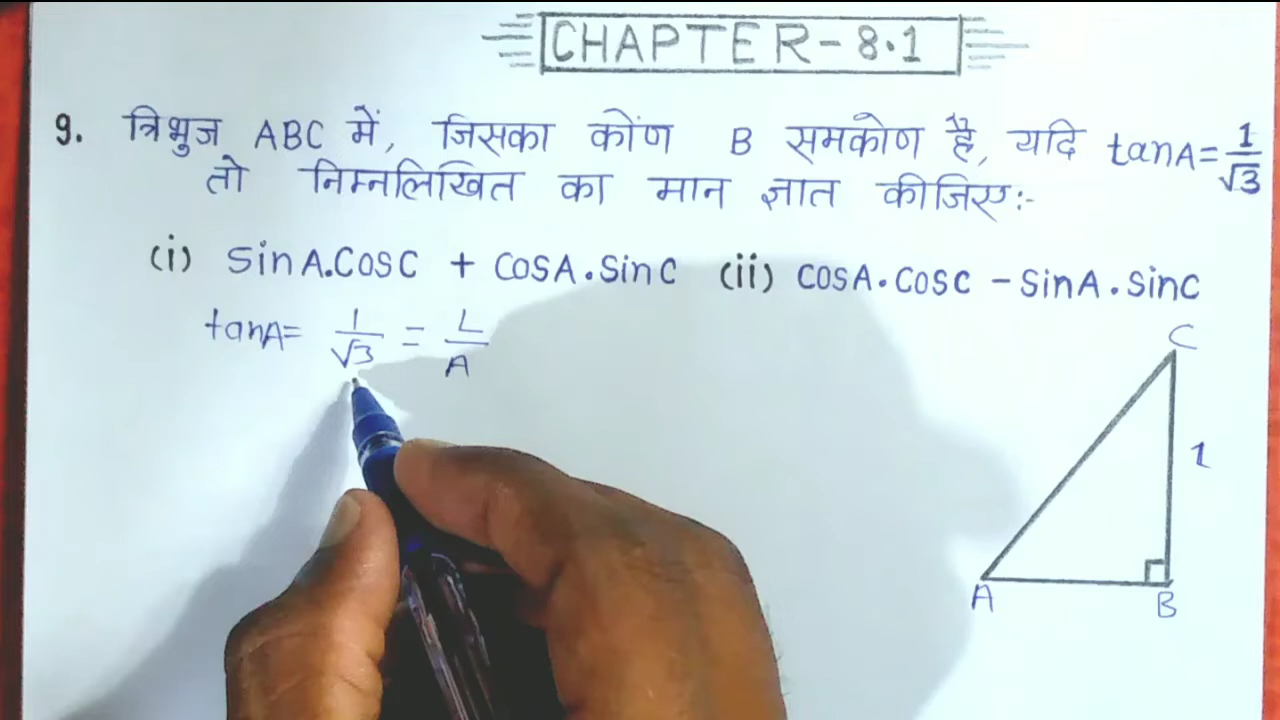 CHAPTER-8.1
9. त्रिभुज ABC में, जिसका कोंण B समकोण है, यदि tanA= 1/√3
तो निम्नलिखित का मान ज्ञात कीजिए:-
(i) sinA.cosC + cosA.sinC (ii) cosA.cosC - sinA.sinC
tanA= 1/√3 = L/A
C
1
A
B